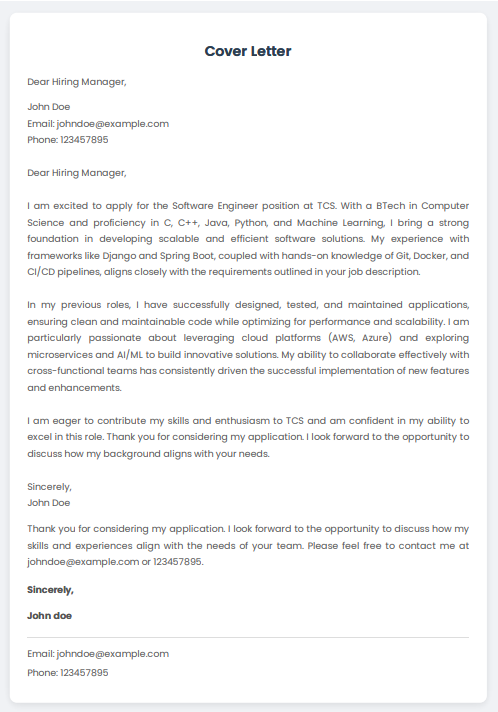 Cover Letter
Dear Hiring Manager,
John Doe
Email: johndoe@example.com
Phone: 123457895
Dear Hiring Manager,
I am excited to apply for the Software Engineer position at TCS. With a BTech in Computer
Science and proficiency in C, C++, Java, Python, and Machine Learning, I bring a strong
foundation in developing scalable and efficient software solutions. My experience with
frameworks like Django and Spring Boot, coupled with hands-on knowledge of Git, Docker, and
CI/CD pipelines, aligns closely with the requirements outlined in your job description.
In my previous roles, I have successfully designed, tested, and maintained applications,
ensuring clean and maintainable code while optimizing for performance and scalability. I am
particularly passionate about leveraging cloud platforms (AWS, Azure) and exploring
microservices and AI/ML to build innovative solutions. My ability to collaborate effectively with
cross-functional teams has consistently driven the successful implementation of new features
and enhancements.
I am eager to contribute my skills and enthusiasm to TCS and am confident in my ability to
excel in this role. Thank you for considering my application. I look forward to the opportunity to
discuss how my background aligns with your needs.
Sincerely,
John Doe
Thank you for considering my application. I look forward to the opportunity to discuss how my
skills and experiences align with the needs of your team. Please feel free to contact me at
johndoe@example.com or 123457895.
Sincerely,
John doe
Email: johndoe@example.com
Phone: 123457895